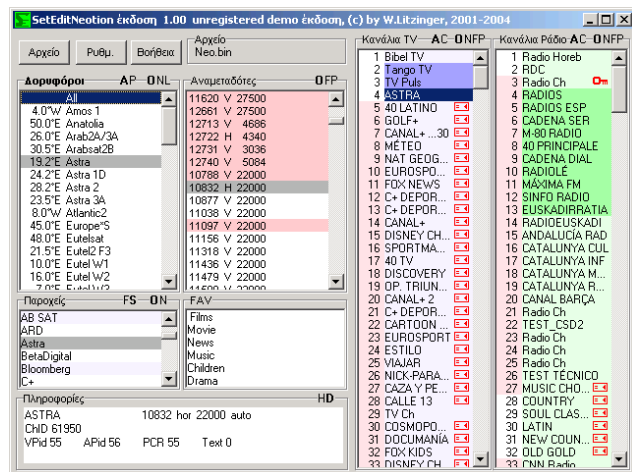 SetEditNeotion έκδοση 1.00 unregistered demo έκδοση, (c) by W.Litzinger, 2001-2004
Αρχείο Ρυθμ. Βοήθεια
Αρχείο
Neo.bin
Δορυφόροι AP ONL
All
4.0°W Amos 1
50.0°E Anatolia
26.0°E Arab2A/3A
30.5°E Arabsat2B
19.2°E Astra
24.2°E Astra 1D
28.2°E Astra 2
23.5°E Astra 3A
8.0°W Atlantic2
45.0°E Europe*S
48.0°E Eutelsat
21.5°E Eutel2 F3
10.0°E Eutel W1
16.0°E Eutel W2
7.0°E Eutel W3
Αναμεταδότες OFP
11620 V 27500
12661 V 27500
12713 V 4686
12722 H 4340
12731 V 3036
12740 V 5084
10788 V 22000
10832 H 22000
10877 V 22000
11038 V 22000
11097 V 22000
11156 V 22000
11318 V 22000
11436 V 22000
11479 V 22000
11509 V 22000
Παροχείς FS ON
AB SAT
ARD
Astra
BetaDigital
Bloomberg
C+
FAV
Films
Movie
News
Music
Children
Drama
Πληροφορίες HD
ASTRA 10832 hor 22000 auto
ChID 61950
VPid 55 APid 56 PCR 55 Text 0
Κανάλια TV AC ONFP
1 Bibel TV
2 Tango TV
3 TV Puls
4 ASTRA
5 40 LATINO
6 GOLF+
7 CANAL+ ...30
8 MÉTEO
9 NAT GEOG...
10 EUROSPO...
11 FOX NEWS
12 C+ DEPOR...
13 C+ DEPOR...
14 CANAL+
15 DISNEY CH...
16 SPORTMA...
17 40 TV
18 DISCOVERY
19 OP. TRIUN...
20 CANAL+ 2
21 C+ DEPOR...
22 CARTOON ...
23 EUROSPORT
24 ESTILO
25 VIAJAR
26 NICK-PARA...
27 CAZA Y PE...
28 CALLE 13
29 TV Ch
30 COSMOPO...
31 DOCUMANÍA
32 FOX KIDS
33 DISNEY CH...
Κανάλια Ράδιο AC ONFP
1 Radio Horeb
2 RDC
3 Radio Ch
4 RADIOS
5 RADIOS ESP
6 CADENA SER
7 M-80 RADIO
8 40 PRINCIPALE
9 CADENA DIAL
10 RADIOLÉ
11 MÁXIMA FM
12 SINFO RADIO
13 EUSKADIRRATIA
14 RADIOEUSKADI
15 ANDALUCÍA RAD
16 CATALUNYA CUL
17 CATALUNYA INF
18 CATALUNYA M...
19 CATALUNYA R...
20 CANAL BARÇA
21 Radio Ch
22 TEST_CSD2
23 Radio Ch
24 Radio Ch
25 Radio Ch
26 TEST TÉCNICO
27 MUSIC CHO...
28 COUNTRY
29 SOUL CLAS...
30 LATIN
31 NEW COUN...
32 OLD GOLD
33 CNN Radio